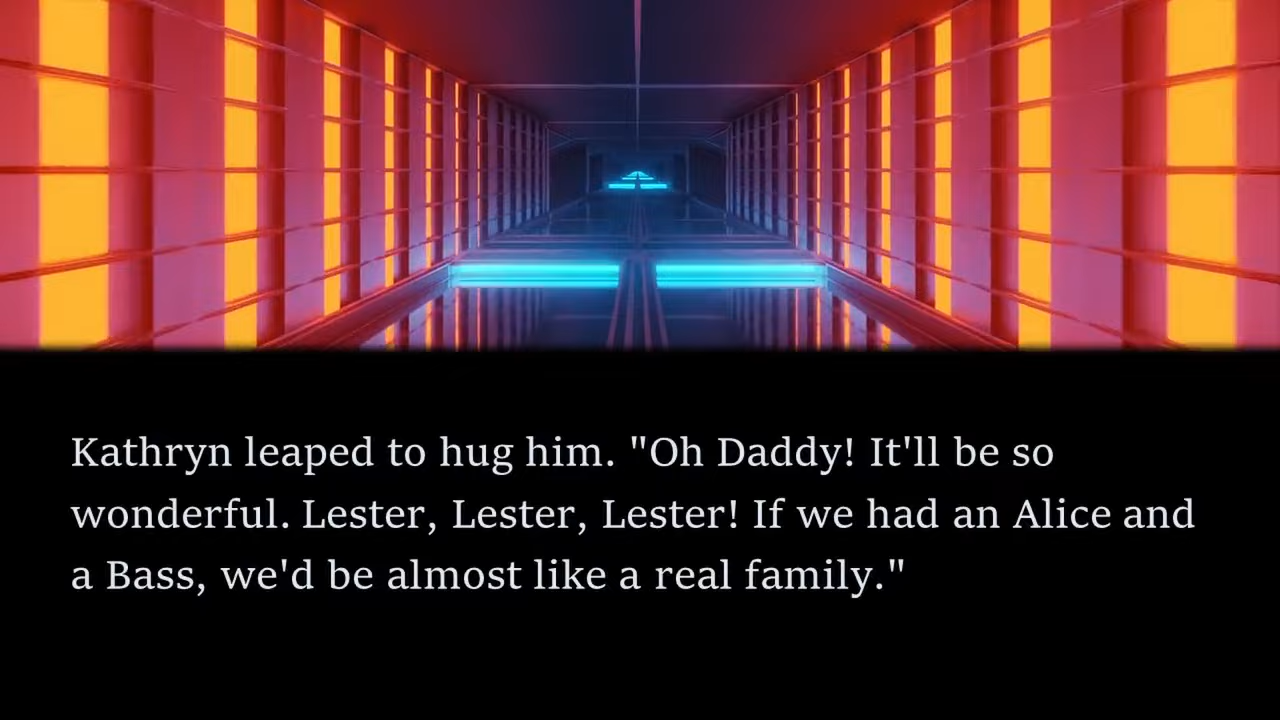 Kathryn leaped to hug him. "Oh Daddy! It'll be so
wonderful. Lester, Lester, Lester! If we had an Alice and
a Bass, we'd be almost like a real family."